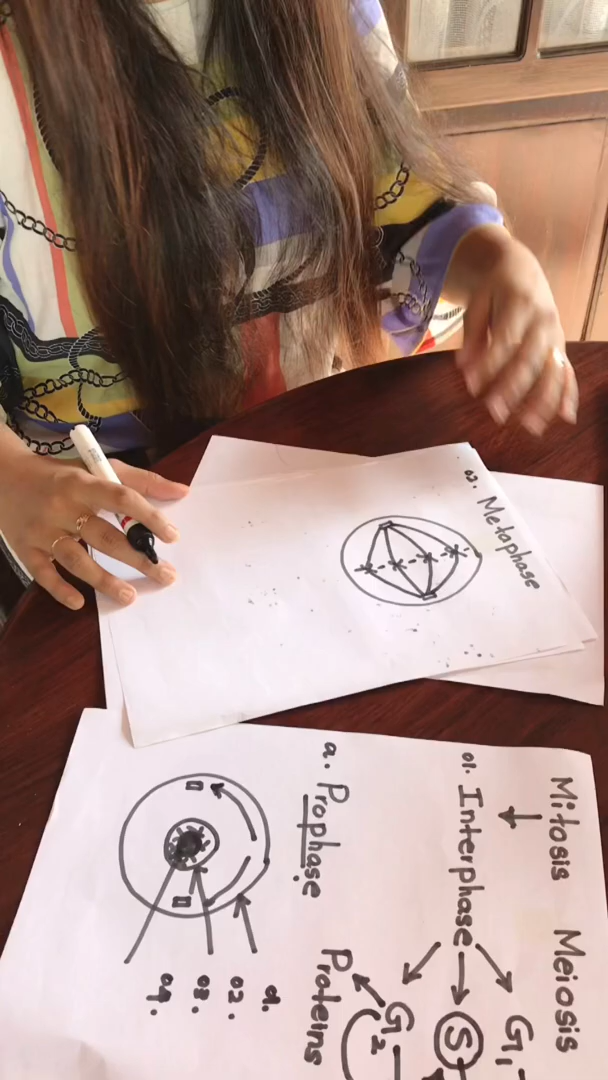 03. Metaphase
Mitosis Meiosis
↓
01. Interphase → G1
S
G2
a. Prophase
Proteins
01.
02.
03.
04.